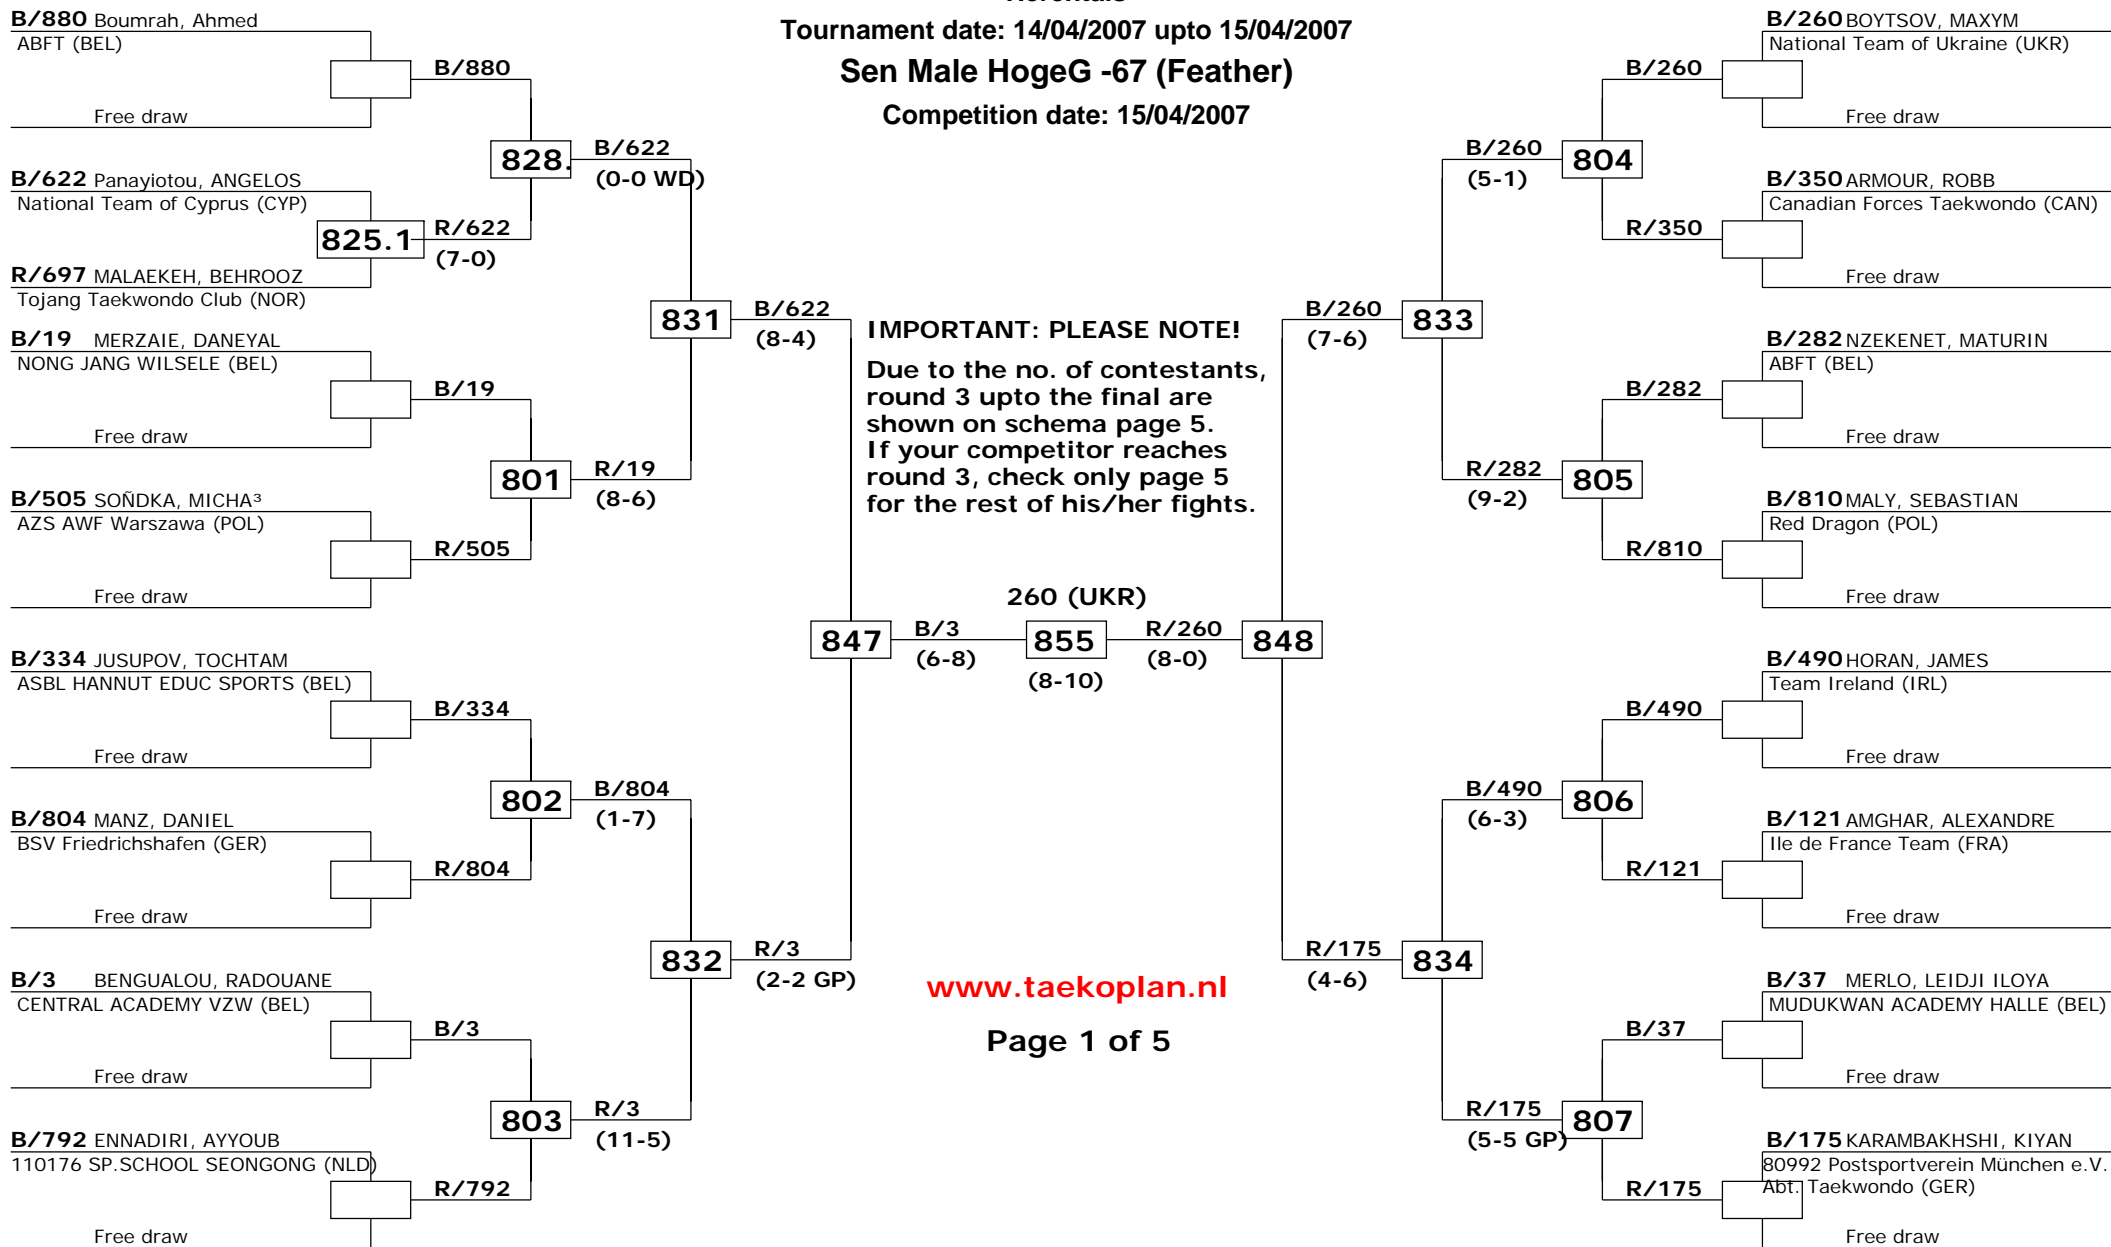 Tournament date: 14/04/2007 upto 15/04/2007
Sen Male HogeG -67 (Feather)
Competition date: 15/04/2007
B/880 Boumrah, Ahmed
ABFT (BEL)
B/880
Free draw
828.
B/622
(0-0 WD)
B/622 Panayiotou, ANGELOS
National Team of Cyprus (CYP)
825.1
R/622
(7-0)
R/697 MALAEKEH, BEHROOZ
Tojang Taekwondo Club (NOR)
831
B/622
(8-4)
B/19 MERZAIE, DANEYAL
NONG JANG WILSELE (BEL)
B/19
Free draw
801
R/19
(8-6)
B/505 SOÑDKA, MICHA³
AZS AWF Warszawa (POL)
R/505
Free draw
847
B/3
(6-8)
B/334 JUSUPOV, TOCHTAM
ASBL HANNUT EDUC SPORTS (BEL)
B/334
Free draw
802
B/804
(1-7)
B/804 MANZ, DANIEL
BSV Friedrichshafen (GER)
R/804
Free draw
832
R/3
(2-2 GP)
B/3 BENGUALOU, RADOUANE
CENTRAL ACADEMY VZW (BEL)
B/3
Free draw
803
R/3
(11-5)
B/792 ENNADIRI, AYYOUB
110176 SP.SCHOOL SEONGONG (NLD)
R/792
Free draw
IMPORTANT: PLEASE NOTE!
Due to the no. of contestants,
round 3 upto the final are
shown on schema page 5.
If your competitor reaches
round 3, check only page 5
for the rest of his/her fights.
260 (UKR)
855
(8-10)
R/260
(8-0)
848
www.taekoplan.nl
Page 1 of 5
B/260 BOYTSOV, MAXYM
National Team of Ukraine (UKR)
B/260
Free draw
B/260
(5-1)
804
B/350 ARMOUR, ROBB
Canadian Forces Taekwondo (CAN)
R/350
Free draw
B/260
(7-6)
833
B/282 NZEKENET, MATURIN
ABFT (BEL)
B/282
Free draw
R/282
(9-2)
805
B/810 MALY, SEBASTIAN
Red Dragon (POL)
R/810
Free draw
B/490 HORAN, JAMES
Team Ireland (IRL)
B/490
Free draw
B/490
(6-3)
806
B/121 AMGHAR, ALEXANDRE
Ile de France Team (FRA)
R/121
Free draw
R/175
(4-6)
834
B/37 MERLO, LEIDJI ILOYA
MUDUKWAN ACADEMY HALLE (BEL)
B/37
Free draw
R/175
(5-5 GP)
807
B/175 KARAMBAKHSHI, KIYAN
80992 Postsportverein München e.V.
Abt. Taekwondo (GER)
R/175
Free draw